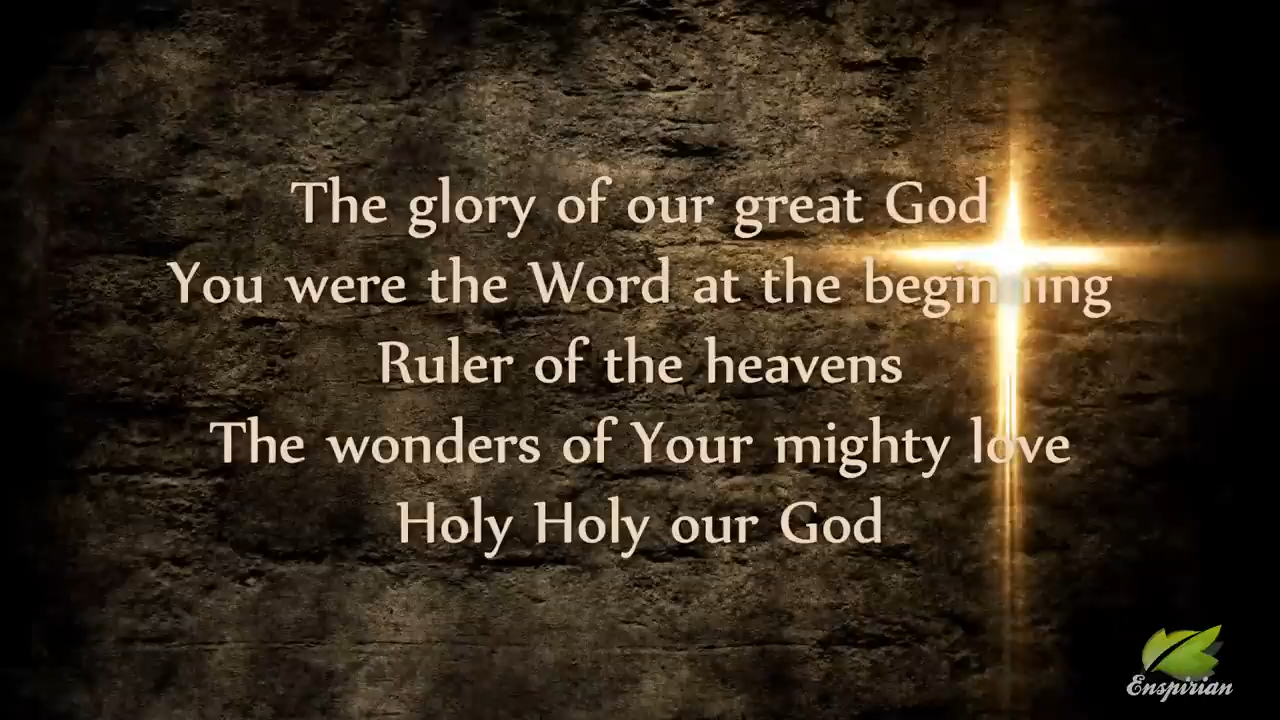 The glory of our great God
You were the Word at the beginning
Ruler of the heavens
The wonders of Your mighty love
Holy Holy our God
Enspirian